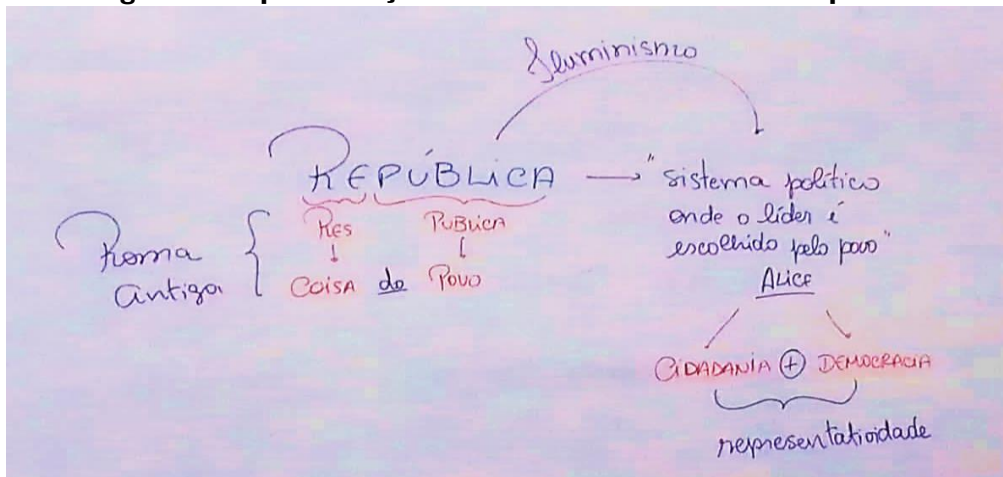 Iluminismo
REPÚBLICA → "sistema político
onde o líder é
escolhido pelo povo"
Alice
Roma
Antiga
RES PUBLICA
↓
COISA do Povo
CIDADANIA + DEMOCRACIA
representatividade